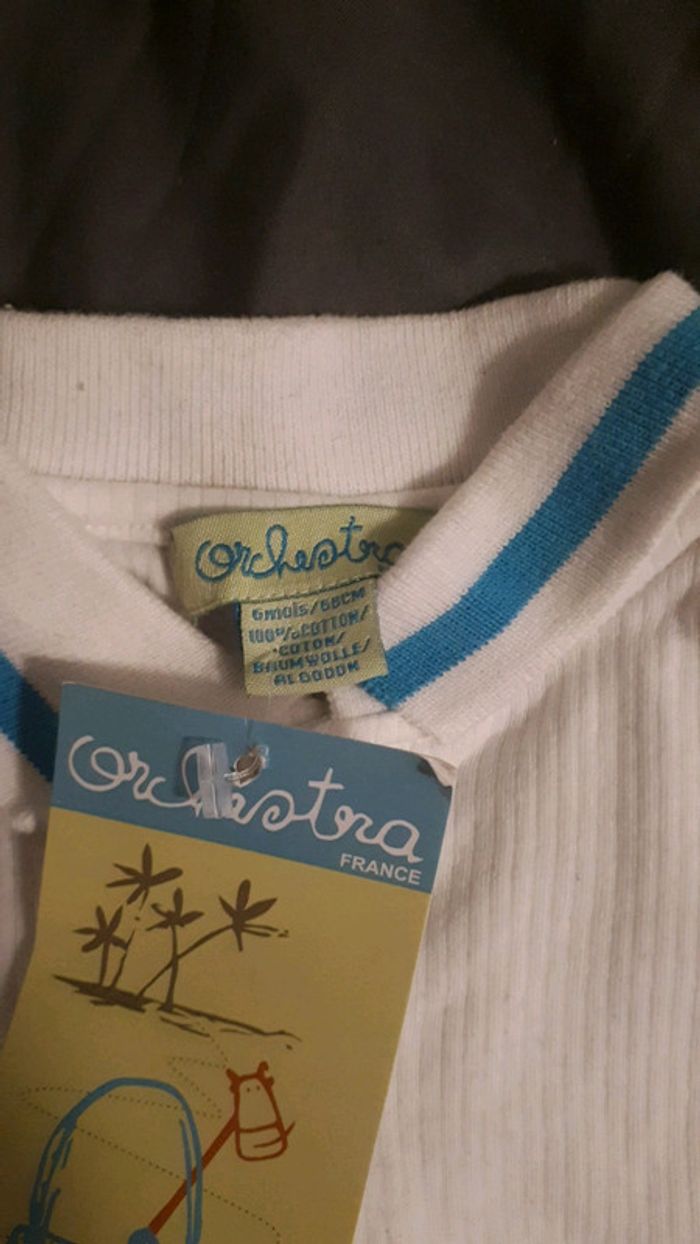 orchestra
6mois/68CM
100%COTTON/
COTON/
BAUMWOLLE/
ALGODON
orchestra
FRANCE